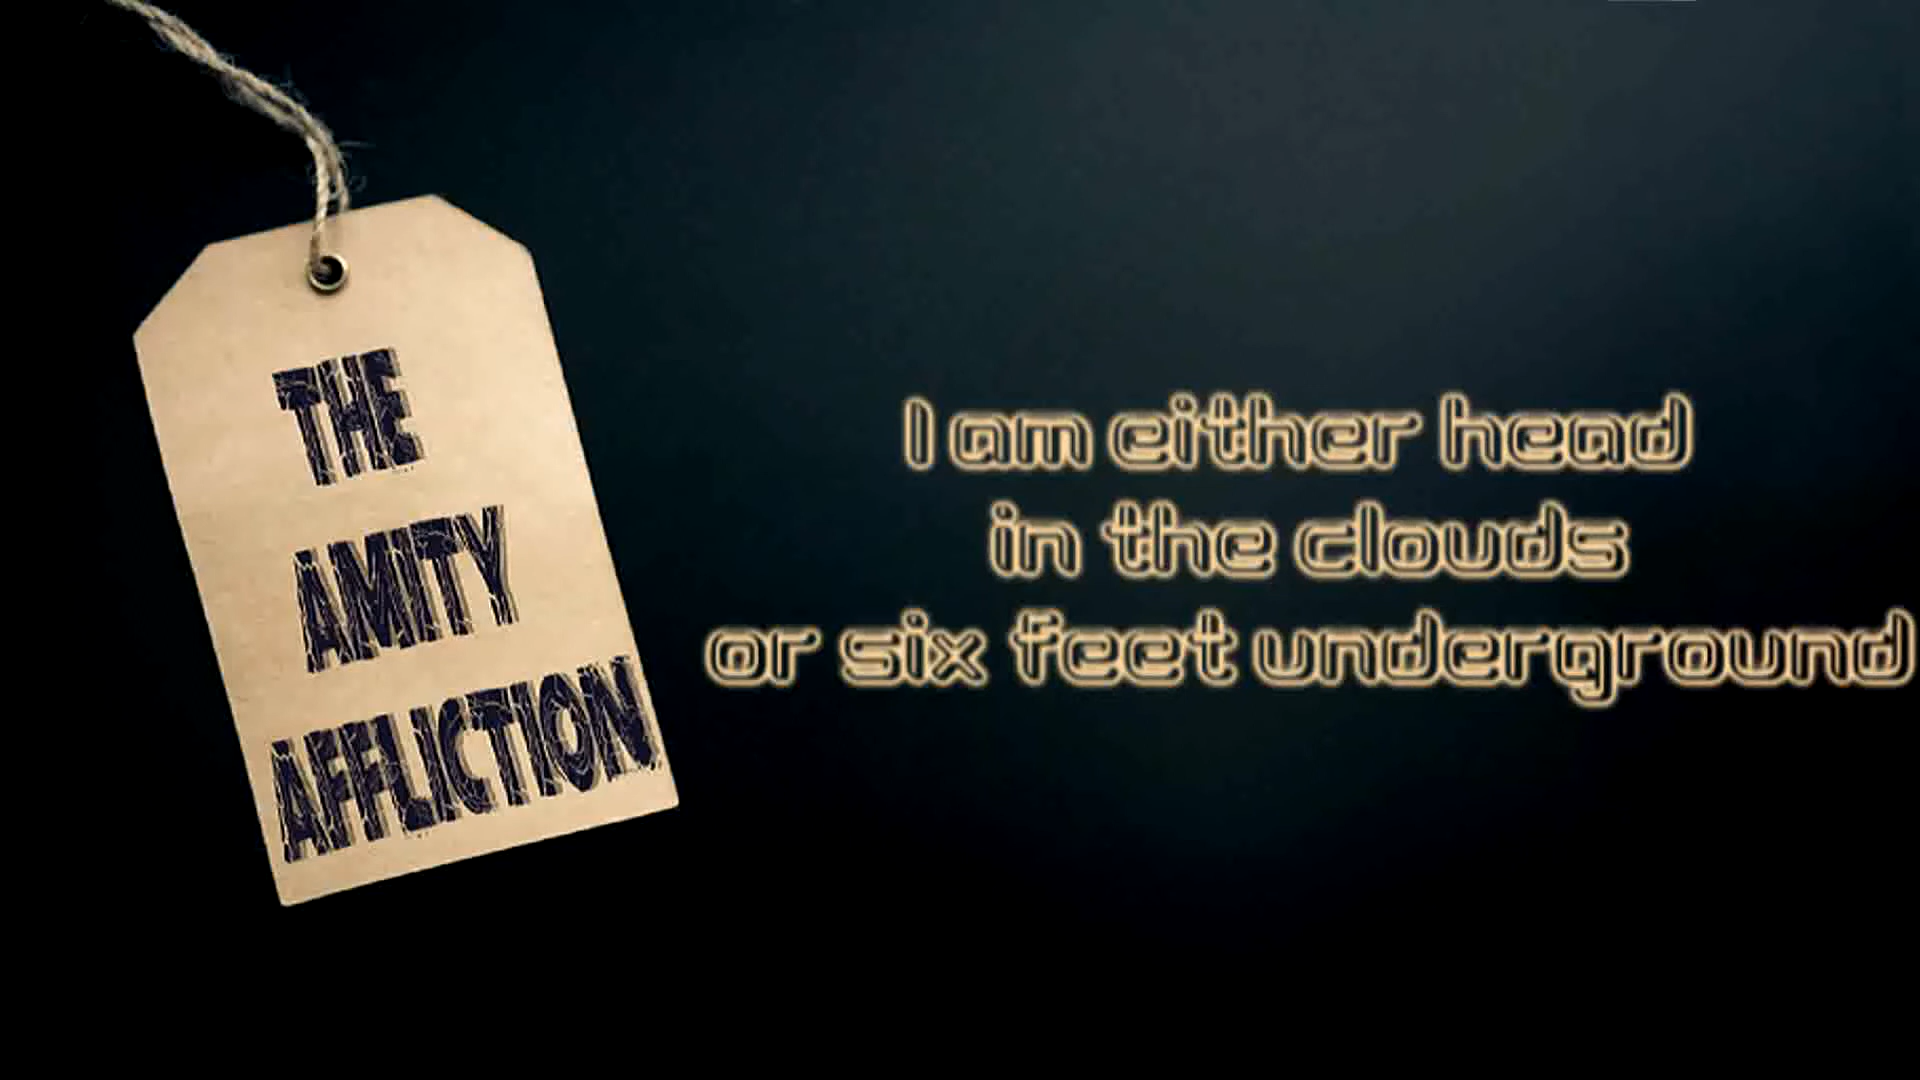 THE
AMITY
AFFLICTION
I am either head
in the clouds
or six feet underground